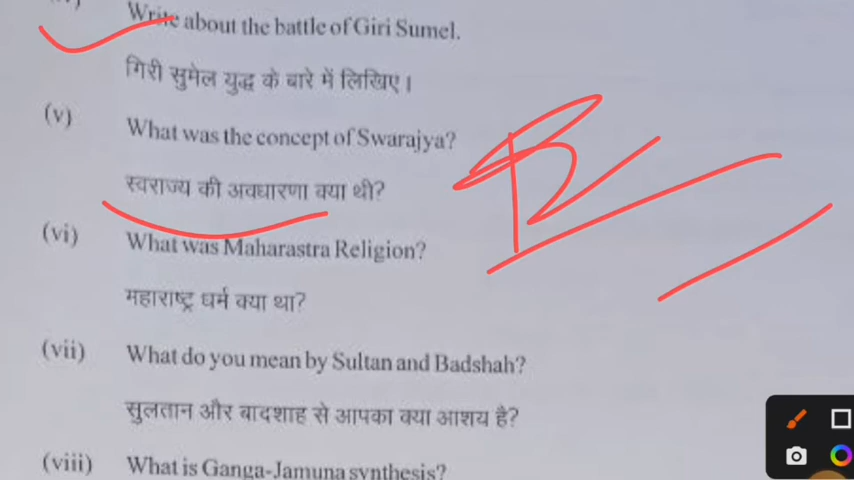 Write about the battle of Giri Sumel.
गिरी सुमेल युद्ध के बारे में लिखिए।
(v) What was the concept of Swarajya?
स्वराज्य की अवधारणा क्या थी?
(vi) What was Maharastra Religion?
महाराष्ट्र धर्म क्या था?
(vii) What do you mean by Sultan and Badshah?
सुलतान और बादशाह से आपका क्या आशय है?
(viii) What is Ganga-Jamuna synthesis?